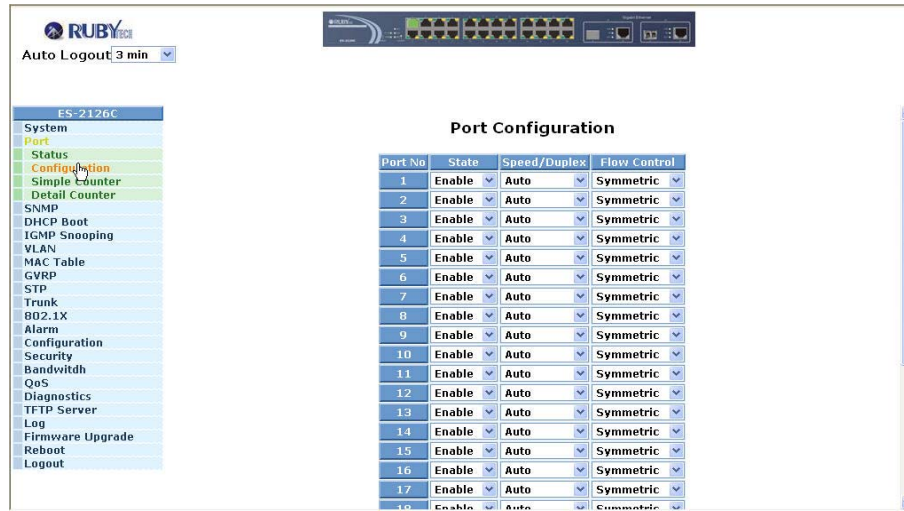 RUBYTECH
Auto Logout 3 min
ES-2126C
System
Port
Status
Configuration
Simple Counter
Detail Counter
SNMP
DHCP Boot
IGMP Snooping
VLAN
MAC Table
GVRP
STP
Trunk
802.1X
Alarm
Configuration
Security
Bandwitdh
QoS
Diagnostics
TFTP Server
Log
Firmware Upgrade
Reboot
Logout
Port Configuration
Port No State Speed/Duplex Flow Control
1 Enable Auto Symmetric
2 Enable Auto Symmetric
3 Enable Auto Symmetric
4 Enable Auto Symmetric
5 Enable Auto Symmetric
6 Enable Auto Symmetric
7 Enable Auto Symmetric
8 Enable Auto Symmetric
9 Enable Auto Symmetric
10 Enable Auto Symmetric
11 Enable Auto Symmetric
12 Enable Auto Symmetric
13 Enable Auto Symmetric
14 Enable Auto Symmetric
15 Enable Auto Symmetric
16 Enable Auto Symmetric
17 Enable Auto Symmetric
18 Enable Auto Symmetric